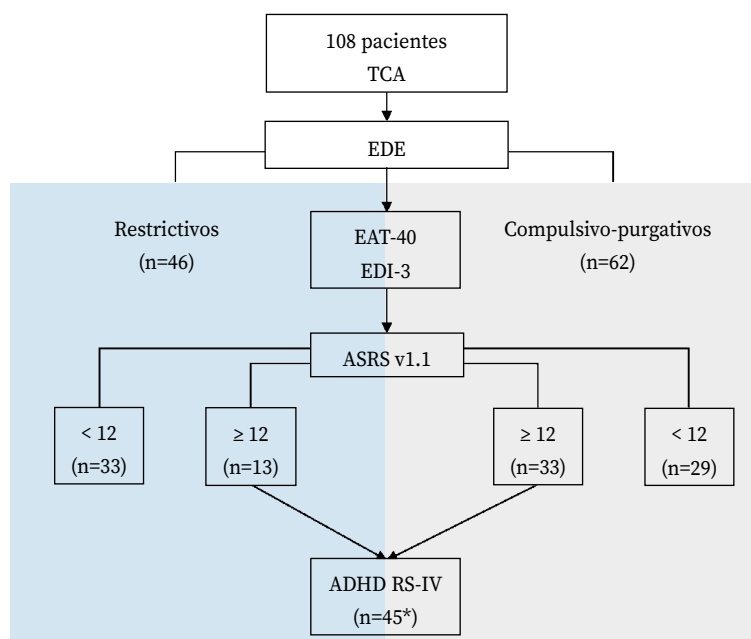 108 pacientes
TCA
EDE
Restrictivos
(n=46)
EAT-40
EDI-3
Compulsivo-purgativos
(n=62)
ASRS v1.1
< 12
(n=33)
≥ 12
(n=13)
≥ 12
(n=33)
< 12
(n=29)
ADHD RS-IV
(n=45*)